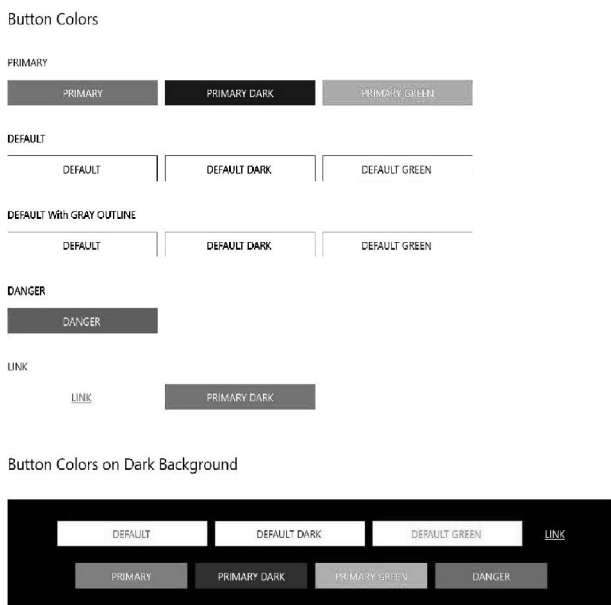 Button Colors
PRIMARY
PRIMARY PRIMARY DARK PRIMARY GREEN
DEFAULT
DEFAULT DEFAULT DARK DEFAULT GREEN
DEFAULT With GRAY OUTLINE
DEFAULT DEFAULT DARK DEFAULT GREEN
DANGER
DANGER
LINK
LINK PRIMARY DARK
Button Colors on Dark Background
DEFAULT DEFAULT DARK DEFAULT GREEN LINK
PRIMARY PRIMARY DARK PRIMARY GREEN DANGER